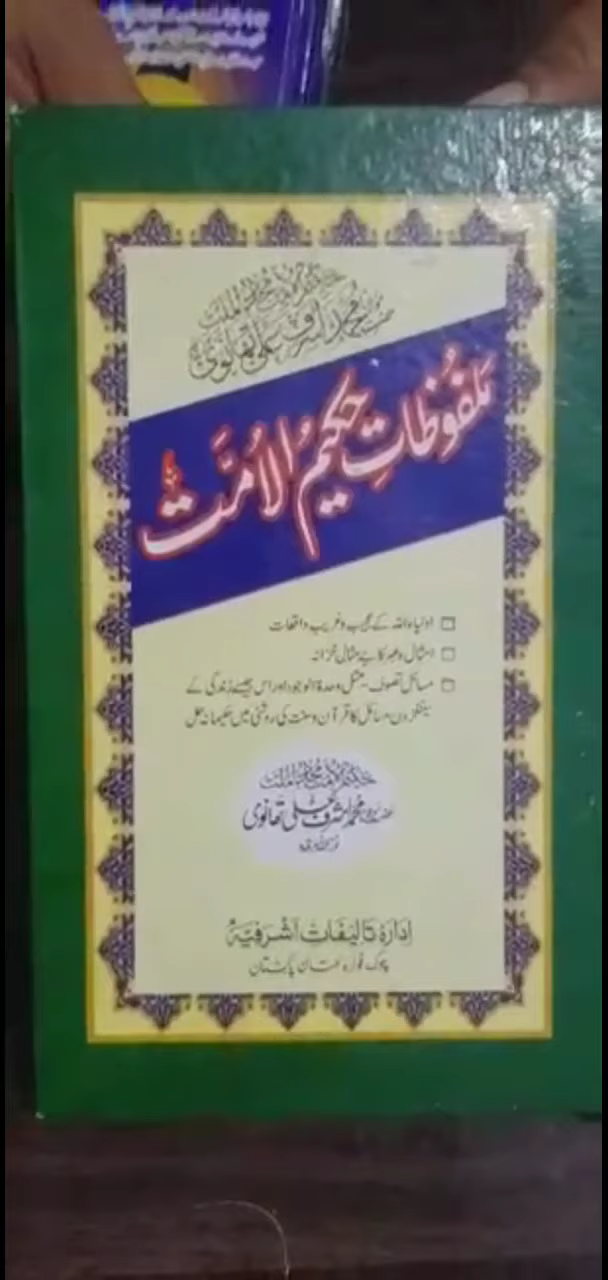 حکیم الامت مجدد الملت
حضرت مولانا محمد اشرف علی تھانوی
ملفوظات حکیم الامت
اولیاء اللہ کے عجیب و غریب واقعات
امثال و عبر کا بے مثال خزانہ
مسائل تصوف۔ مثل وحدۃ الوجود اور اس جیسے زندگی کے
سینکڑوں مسائل کا قرآن و سنت کی روشنی میں حکیمانہ حل
حکیم الامت مجدد الملت
حضرت مولانا محمد اشرف علی تھانوی
ادارہ تالیفات اشرفیہ
چوک فوارہ ملتان پاکستان